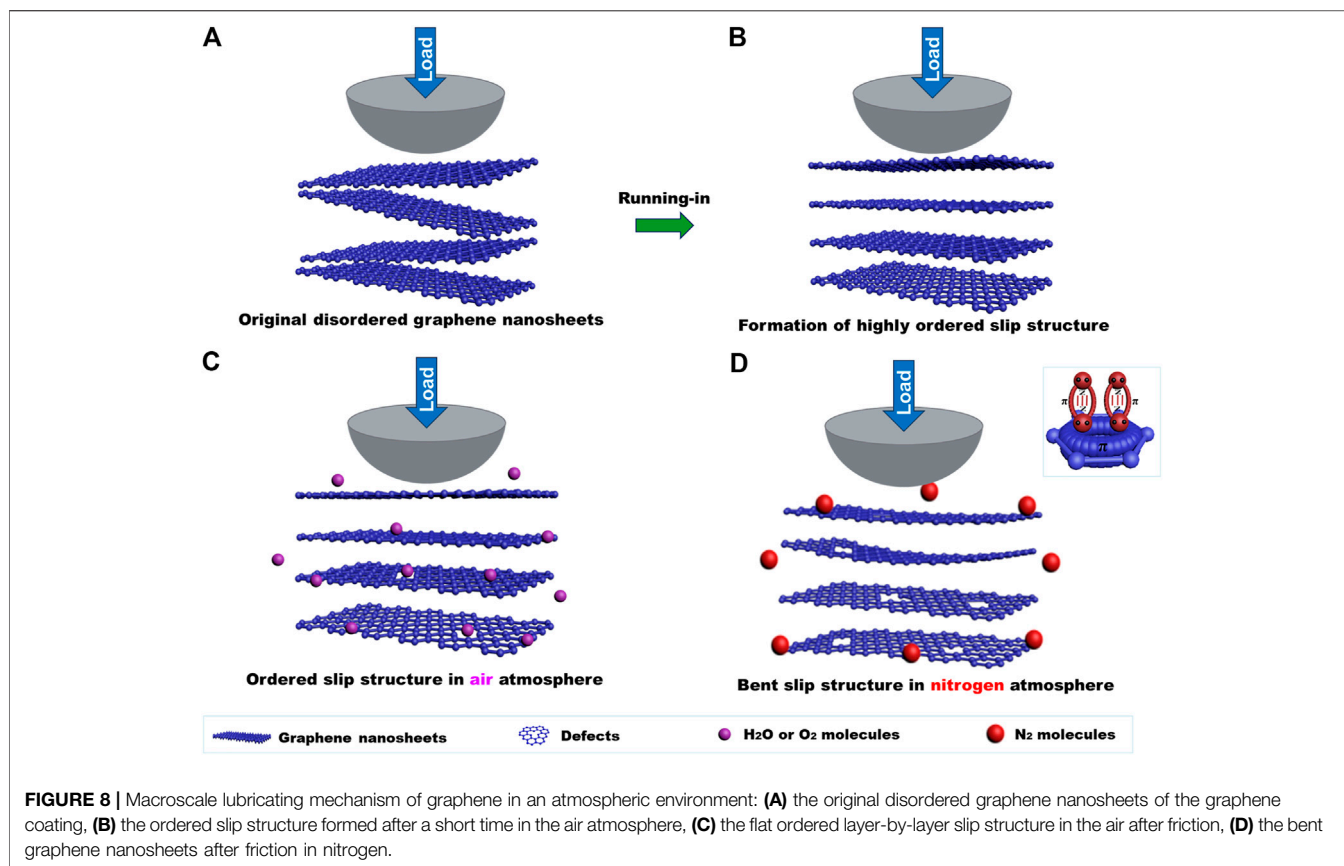 A
Load
B
Load
Running-in
Original disordered graphene nanosheets
Formation of highly ordered slip structure
C
Load
D
Load
π
N
N
N
N
π
π
Ordered slip structure in air atmosphere
Bent slip structure in nitrogen atmosphere
Graphene nanosheets
Defects
H2O or O2 molecules
N2 molecules
FIGURE 8 | Macroscale lubricating mechanism of graphene in an atmospheric environment: (A) the original disordered graphene nanosheets of the graphene
coating, (B) the ordered slip structure formed after a short time in the air atmosphere, (C) the flat ordered layer-by-layer slip structure in the air after friction, (D) the bent
graphene nanosheets after friction in nitrogen.